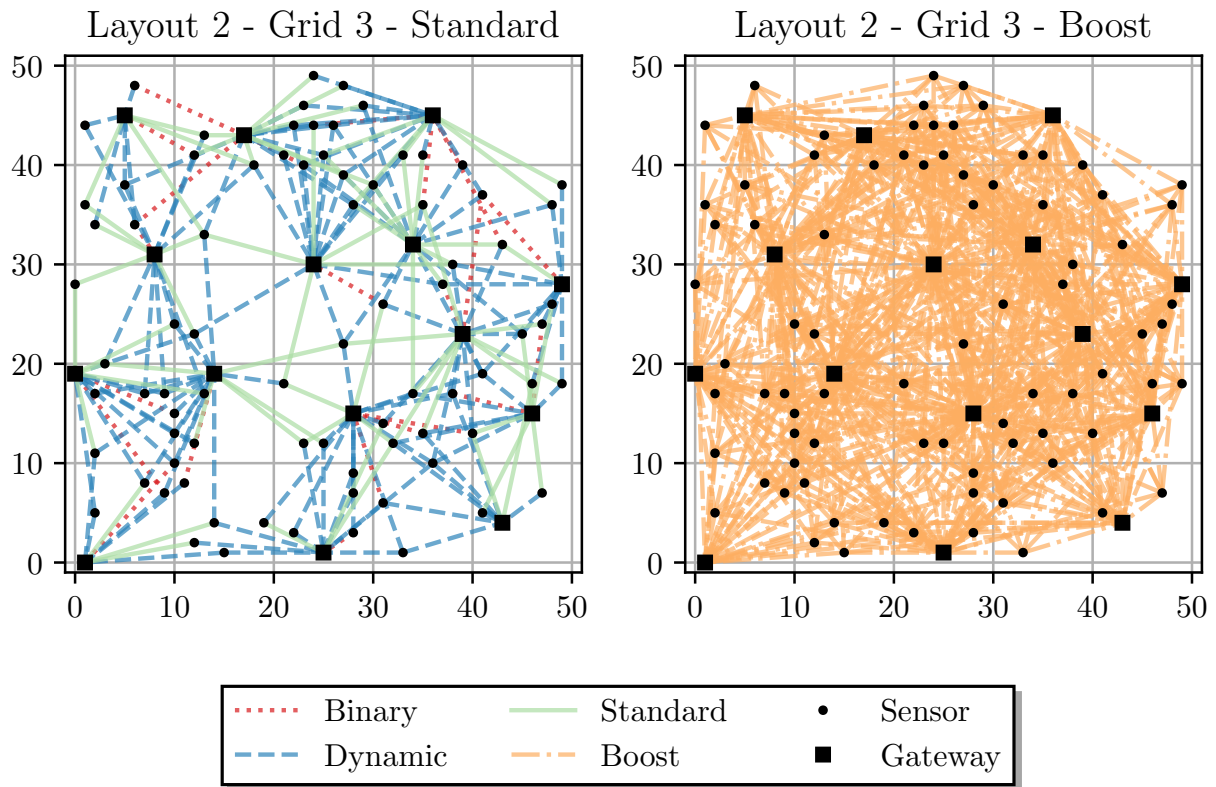 Layout 2 - Grid 3 - Standard
Layout 2 - Grid 3 - Boost
50
40
30
20
10
0
0 10 20 30 40 50
50
40
30
20
10
0
0 10 20 30 40 50
Binary Standard Sensor
Dynamic Boost Gateway